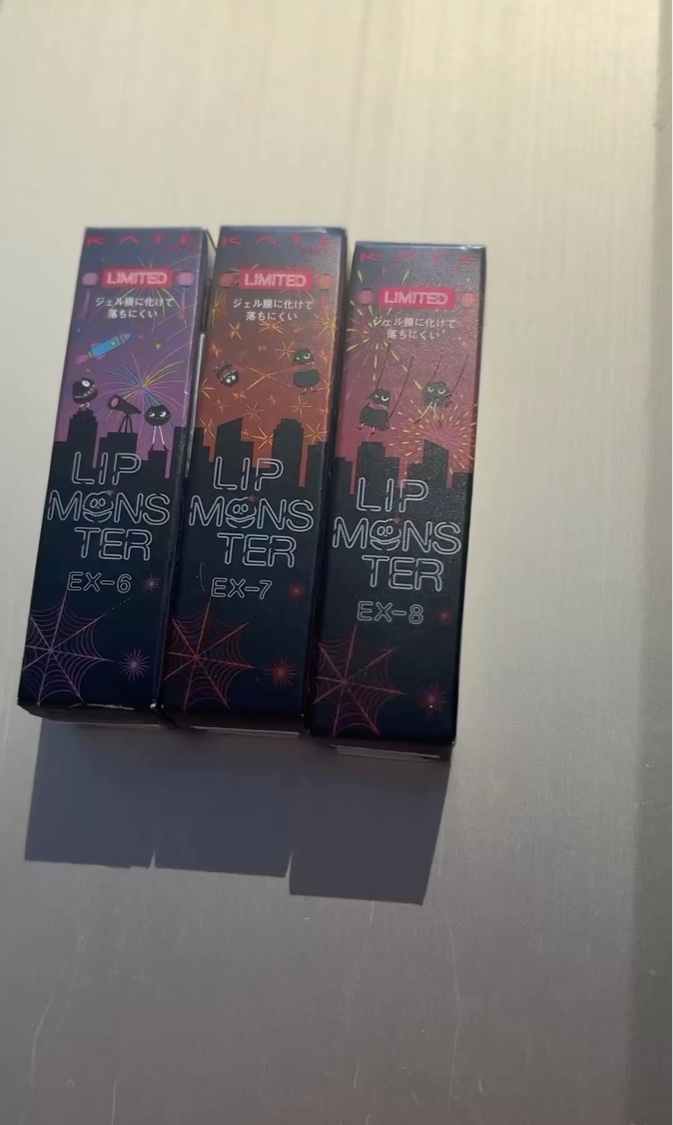 KATE
LIMITED
ジェル膜に化けて
落ちにくい
LIP
MONS
TER
EX-6
KATE
LIMITED
ジェル膜に化けて
落ちにくい
LIP
MONS
TER
EX-7
KATE
LIMITED
ジェル膜に化けて
落ちにくい
LIP
MONS
TER
EX-8